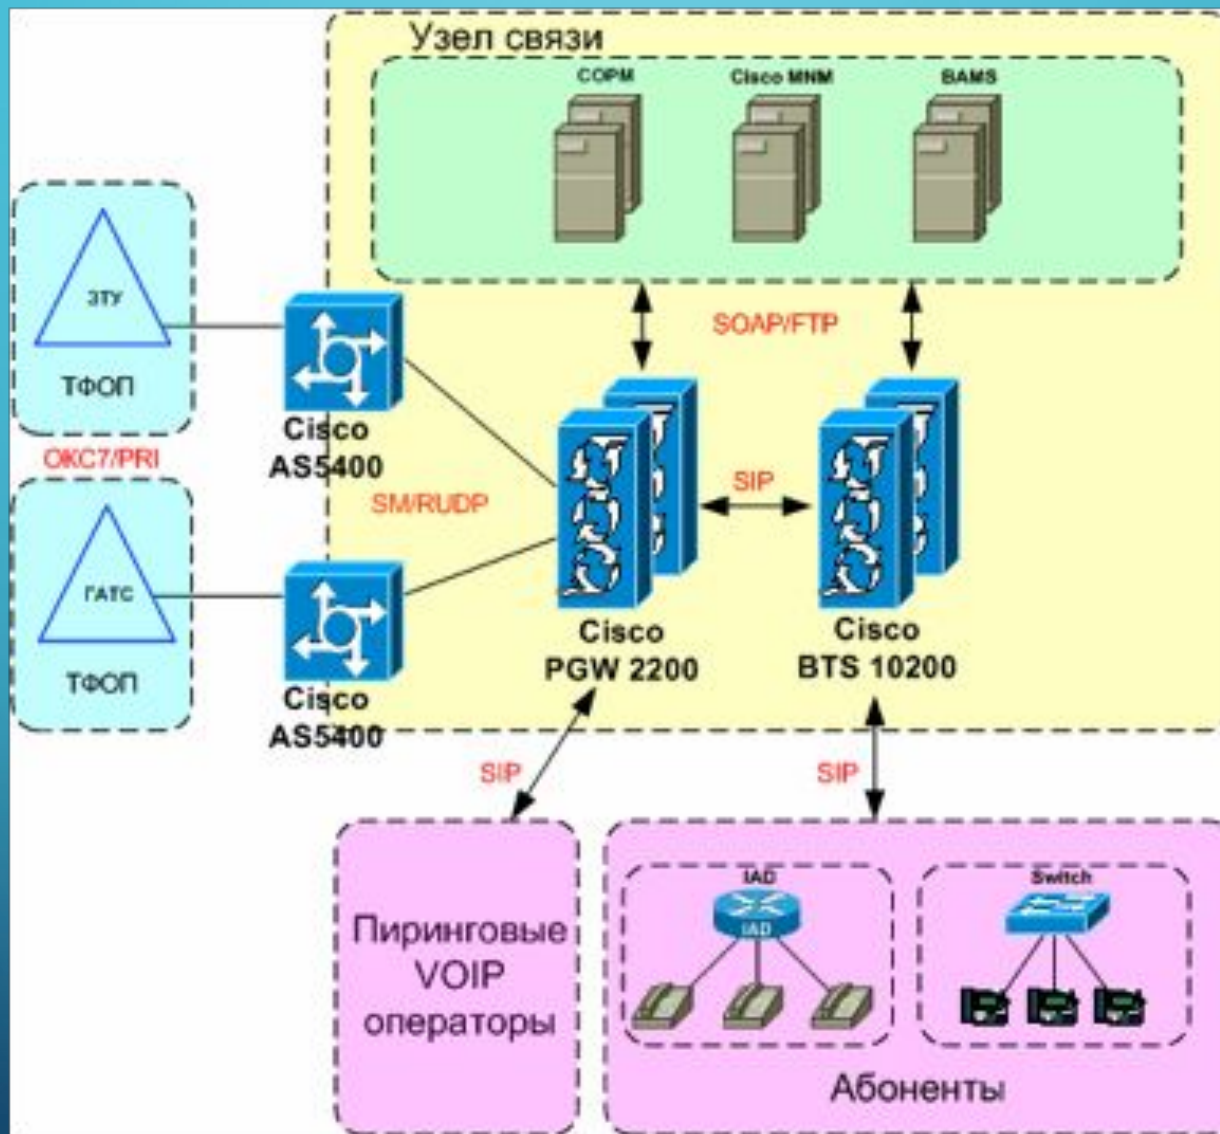 Узел связи
СОРМ
Cisco MNM
BAMS
ЗТУ
ТФОП
SOAP/FTP
Cisco
AS5400
ОКС7/PRI
SM/RUDP
SIP
ГАТС
ТФОП
Cisco
PGW 2200
Cisco
BTS 10200
Cisco
AS5400
SIP
SIP
IAD
IAD
Switch
Пиринговые
VOIP
операторы
Абоненты